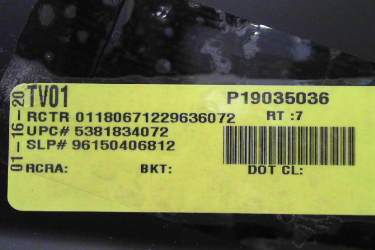 01-16-20
TV01 P19035036
RCTR 01180671229636072 RT :7
UPC# 5381834072
SLP# 96150406812
RCRA: BKT: DOT CL: